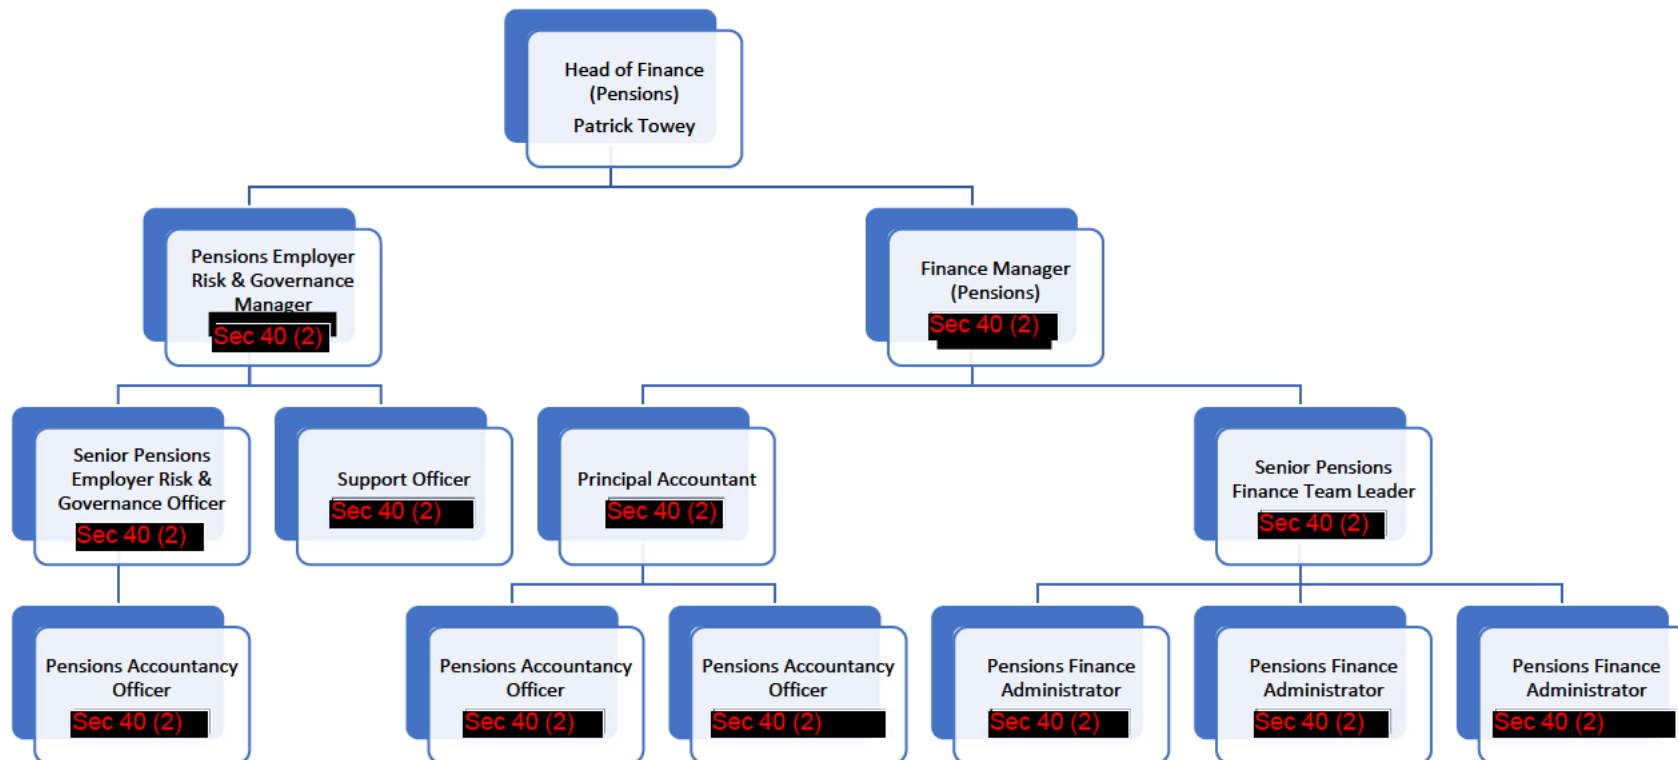 Head of Finance
(Pensions)
Patrick Towey
Pensions Employer
Risk & Governance
Manager
Sec 40 (2)
Finance Manager
(Pensions)
Sec 40 (2)
Senior Pensions
Employer Risk &
Governance Officer
Sec 40 (2)
Support Officer
Sec 40 (2)
Principal Accountant
Sec 40 (2)
Senior Pensions
Finance Team Leader
Sec 40 (2)
Pensions Accountancy
Officer
Sec 40 (2)
Pensions Accountancy
Officer
Sec 40 (2)
Pensions Accountancy
Officer
Sec 40 (2)
Pensions Finance
Administrator
Sec 40 (2)
Pensions Finance
Administrator
Sec 40 (2)
Pensions Finance
Administrator
Sec 40 (2)